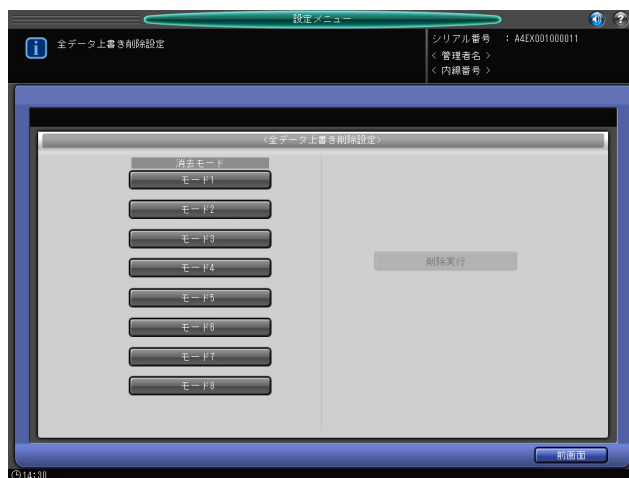 設定メニュー
全データ上書き削除設定
シリアル番号 : A4EX001000011
< 管理者名 >
< 内線番号 >
<全データ上書き削除設定>
消去モード
モード1
モード2
モード3
モード4
モード5
モード6
モード7
モード8
削除実行
前画面
14:30